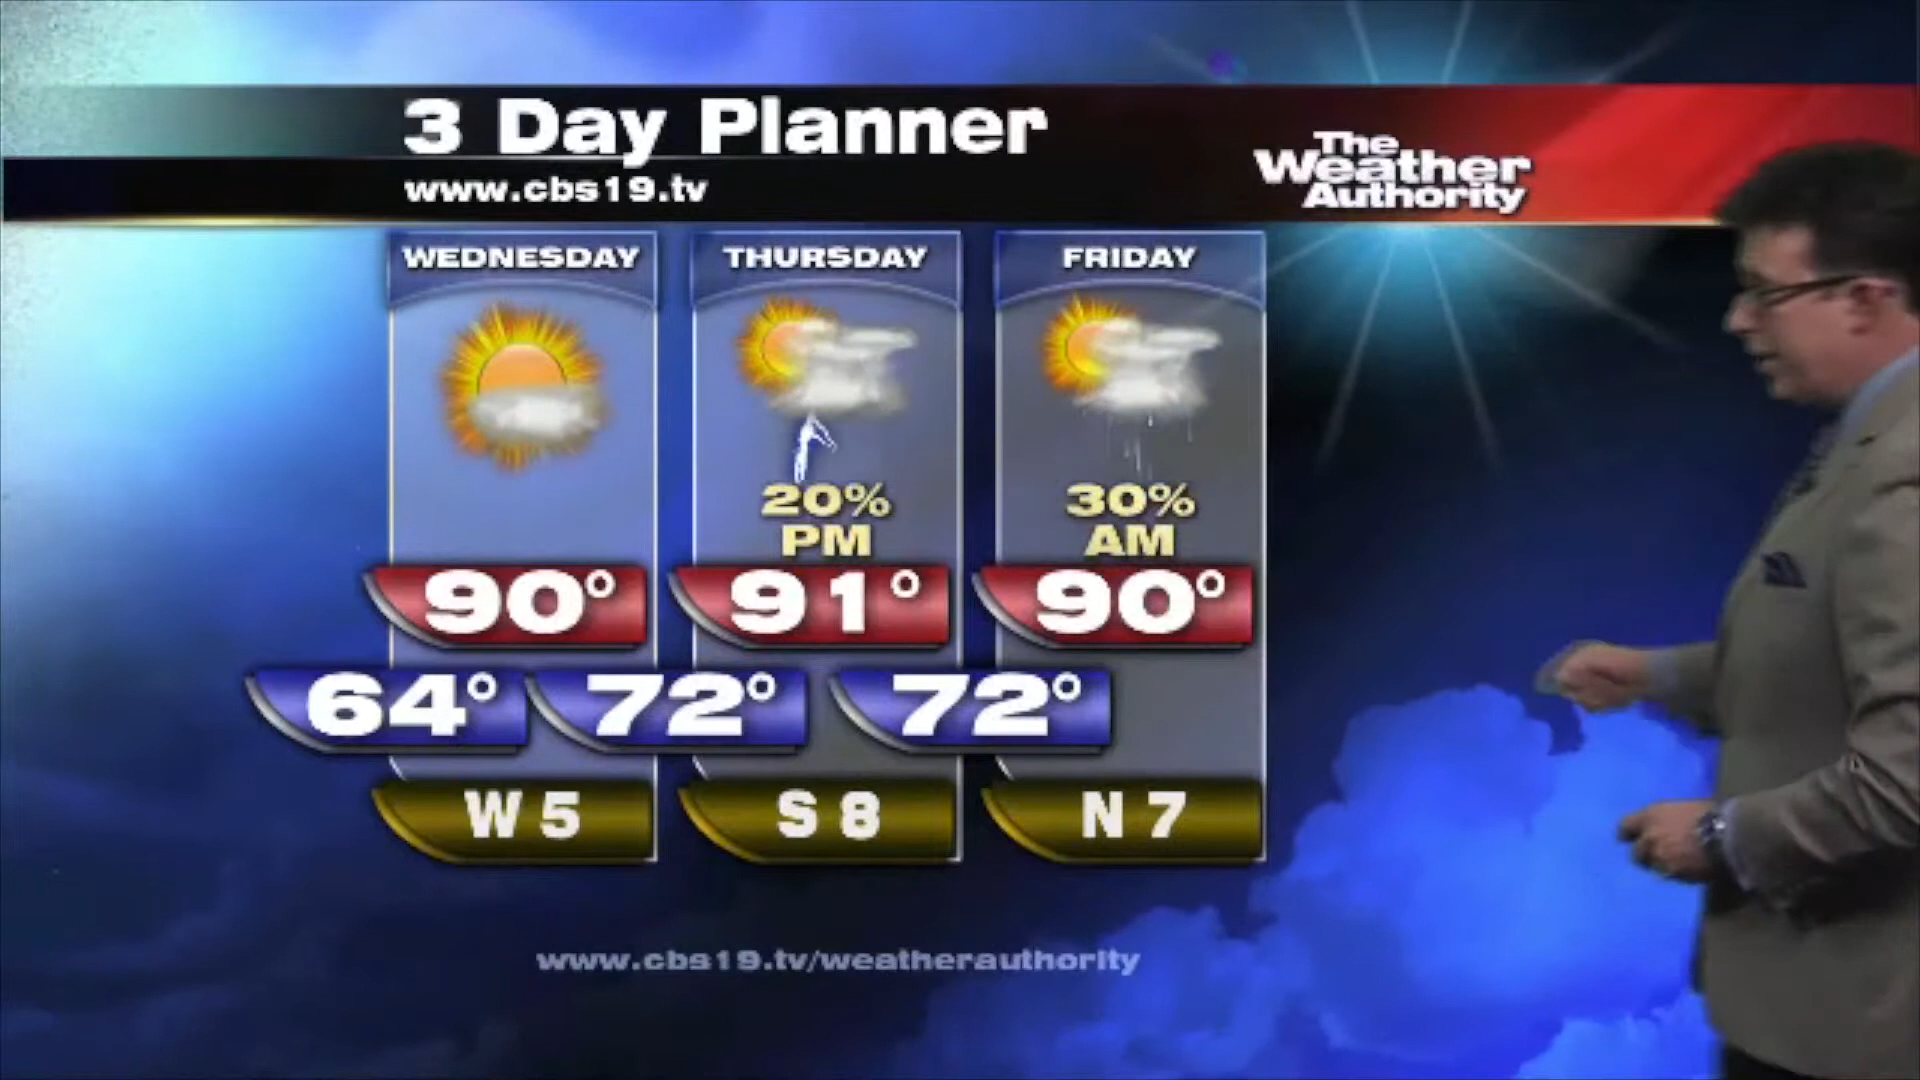 3 Day Planner
www.cbs19.tv
The
Weather
Authority
WEDNESDAY THURSDAY FRIDAY
20% 30%
PM AM
90° 91° 90°
64° 72° 72°
W 5 S 8 N 7
www.cbs19.tv/weatherauthority